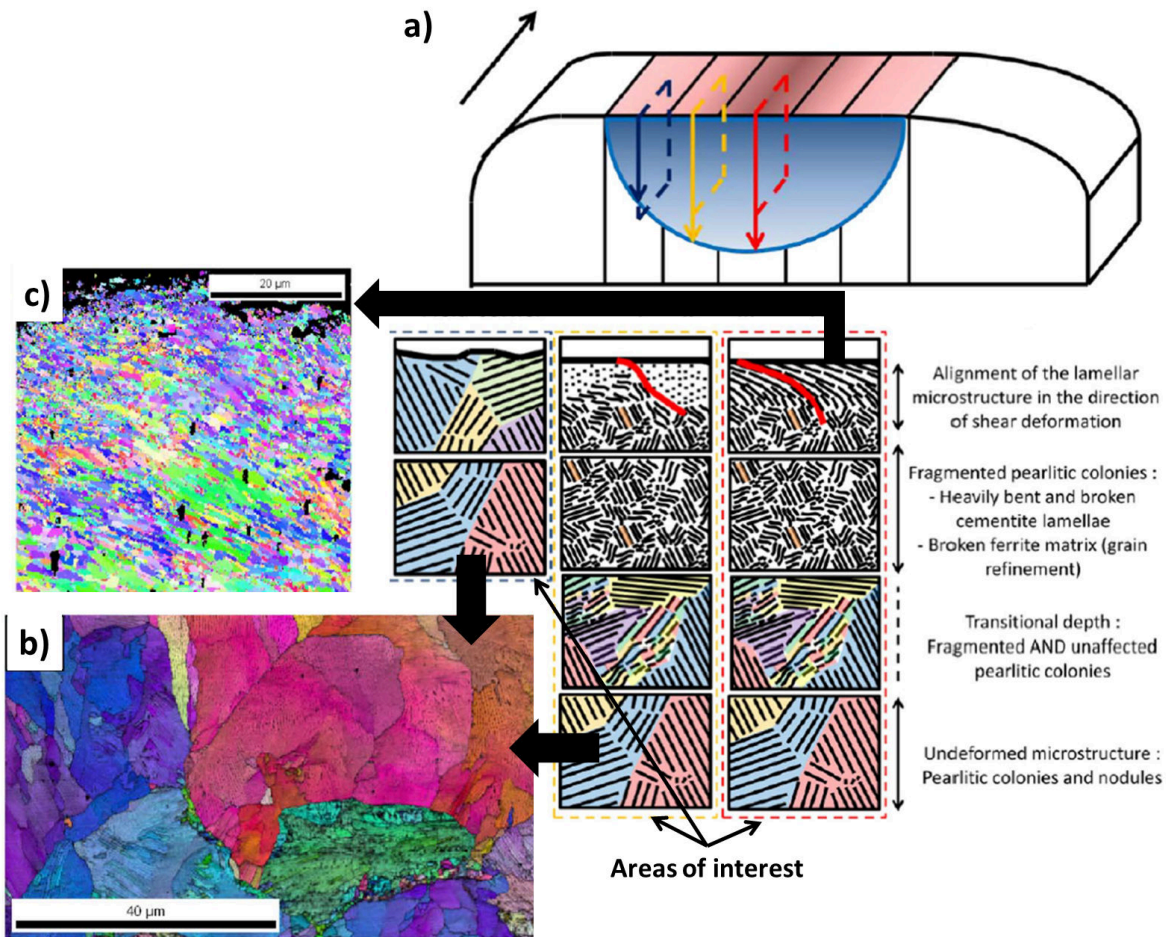 a)
c)
20 µm
Alignment of the lamellar
microstructure in the direction
of shear deformation
Fragmented pearlitic colonies :
- Heavily bent and broken
cementite lamellae
- Broken ferrite matrix (grain
refinement)
Transitional depth :
Fragmented AND unaffected
pearlitic colonies
Undeformed microstructure :
Pearlitic colonies and nodules
b)
40 µm
Areas of interest